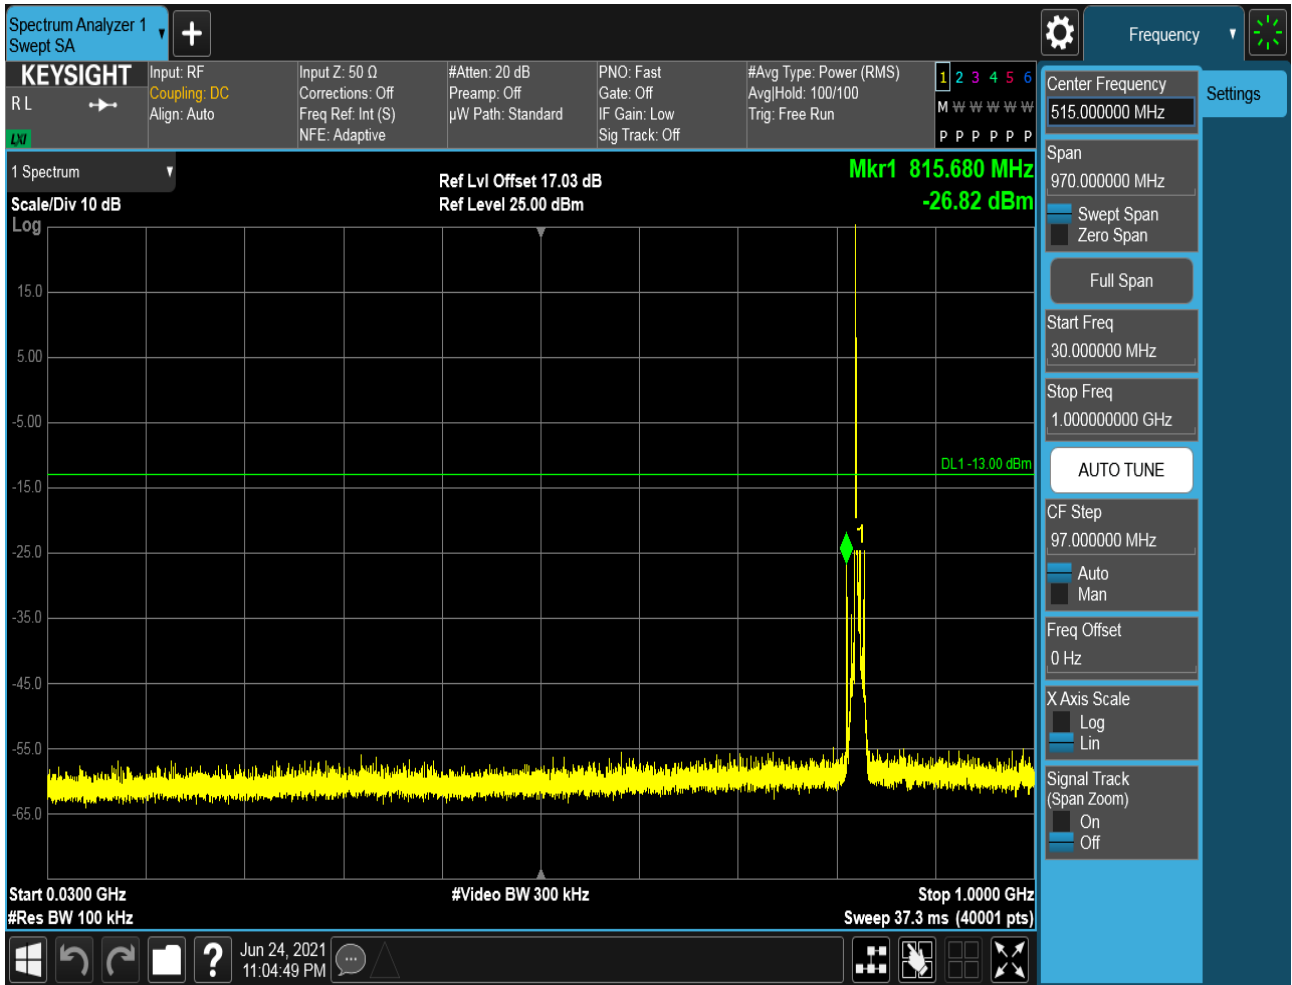 Spectrum Analyzer 1
Swept SA
Frequency
KEYSIGHT
R L
LXI
Input: RF
Coupling: DC
Align: Auto
Input Z: 50 Ω
Corrections: Off
Freq Ref: Int (S)
NFE: Adaptive
#Atten: 20 dB
Preamp: Off
µW Path: Standard
PNO: Fast
Gate: Off
IF Gain: Low
Sig Track: Off
#Avg Type: Power (RMS)
Avg|Hold: 100/100
Trig: Free Run
1 2 3 4 5 6
M W W W W W
P P P P P P
1 Spectrum
Scale/Div 10 dB
Log
Ref Lvl Offset 17.03 dB
Ref Level 25.00 dBm
Mkr1 815.680 MHz
-26.82 dBm
15.0
5.00
-5.00
-15.0
-25.0
-35.0
-45.0
-55.0
-65.0
DL1 -13.00 dBm
Start 0.0300 GHz
#Res BW 100 kHz
#Video BW 300 kHz
Stop 1.0000 GHz
Sweep 37.3 ms (40001 pts)
Center Frequency
515.000000 MHz
Span
970.000000 MHz
Swept Span
Zero Span
Full Span
Start Freq
30.000000 MHz
Stop Freq
1.000000000 GHz
AUTO TUNE
CF Step
97.000000 MHz
Auto
Man
Freq Offset
0 Hz
X Axis Scale
Log
Lin
Signal Track
(Span Zoom)
On
Off
Settings
?
Jun 24, 2021
11:04:49 PM